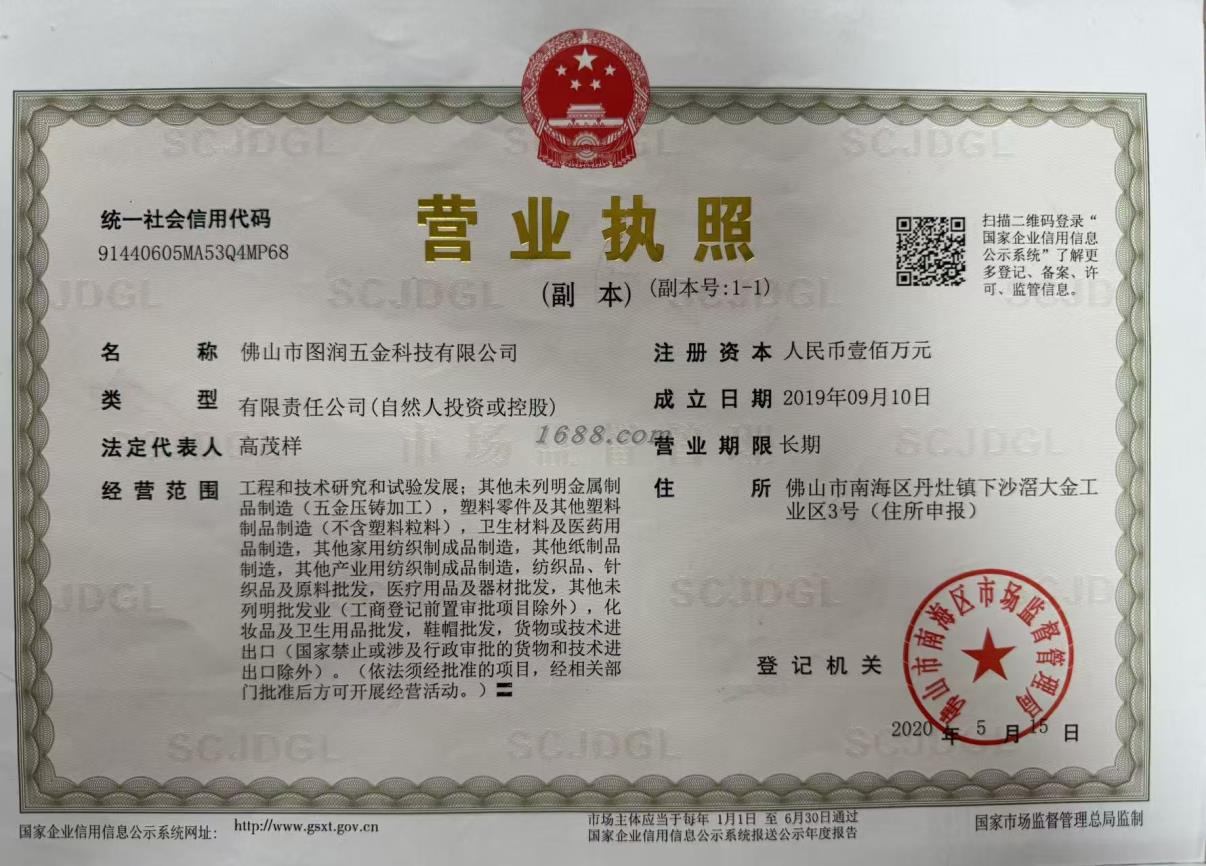 营业执照
(副 本)
(副本号:1-1)
统一社会信用代码
91440605MA53Q4MP68
扫描二维码登录“
国家企业信用信息
公示系统”了解更
多登记、备案、许
可、监管信息。
名 称 佛山市图润五金科技有限公司
类 型 有限责任公司(自然人投资或控股)
法定代表人 高茂样
经营范围 工程和技术研究和试验发展；其他未列明金属制
品制造（五金压铸加工），塑料零件及其他塑料
制品制造（不含塑料粒料），卫生材料及医药用
品制造，其他家用纺织制成品制造，其他纸制品
制造，其他产业用纺织制成品制造，纺织品、针
织品及原料批发，医疗用品及器材批发，其他未
列明批发业（工商登记前置审批项目除外），化
妆品及卫生用品批发，鞋帽批发，货物或技术进
出口（国家禁止或涉及行政审批的货物和技术进
出口除外）。（依法须经批准的项目，经相关部
门批准后方可开展经营活动。）
注册资本 人民币壹佰万元
成立日期 2019年09月10日
营业期限 长期
住 所 佛山市南海区丹灶镇下沙滘大金工
业区3号（住所申报）
1688.com
SCJDGL
市场监督管理
登记机关
佛山市南海区市场监督管理局
2020 年 5 月 15 日
国家企业信用信息公示系统网址: http://www.gsxt.gov.cn
市场主体应当于每年 1月1日 至 6月30日通过
国家企业信用信息公示系统报送公示年度报告
国家市场监督管理总局监制